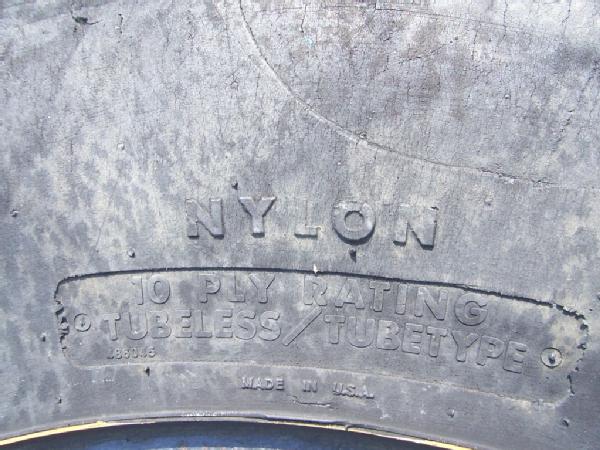 NYLON
10 PLY RATING
TUBELESS/TUBETYPE
MADE IN U.S.A.